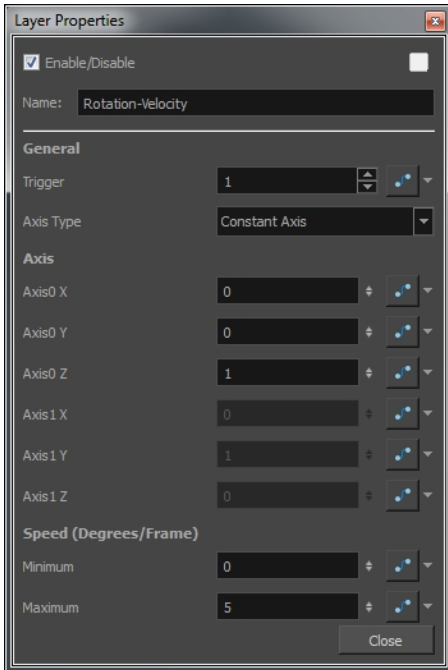 Layer Properties
Enable/Disable
Name: Rotation-Velocity
General
Trigger 1
Axis Type Constant Axis
Axis
Axis0 X 0
Axis0 Y 0
Axis0 Z 1
Axis1 X 0
Axis1 Y 1
Axis1 Z 0
Speed (Degrees/Frame)
Minimum 0
Maximum 5
Close